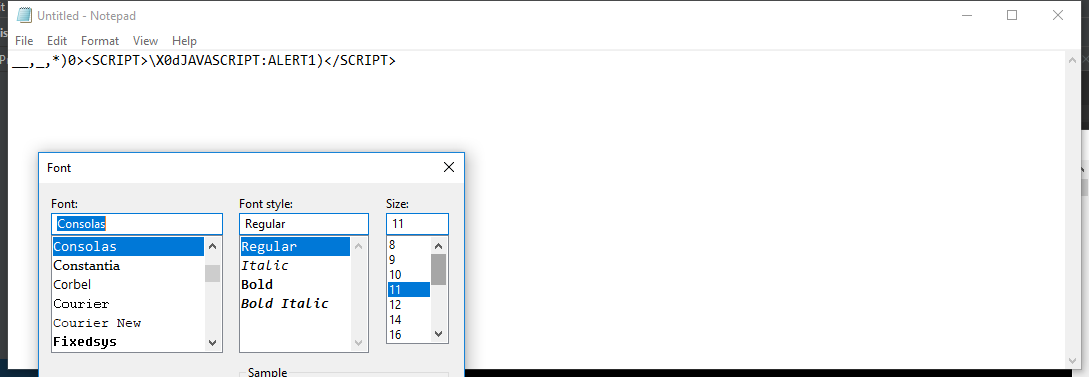 Untitled - Notepad
File Edit Format View Help
__,_,*)0><SCRIPT>\X0dJAVASCRIPT:ALERT1)</SCRIPT>
Font
Font: Font style: Size:
Consolas Regular 11
Consolas Regular 8
Constantia Italic 9
Corbel Bold 10
Courier Bold Italic 11
Courier New 12
Fixedsys 14
16
Sample